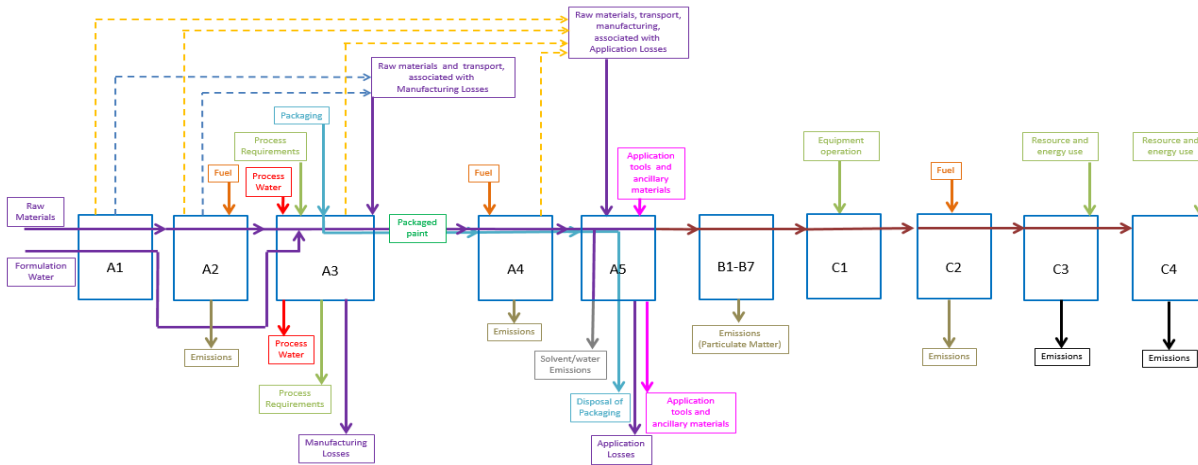 Raw materials, transport,
manufacturing,
associated with
Application Losses
Raw materials and transport,
associated with
Manufacturing Losses
Packaging
Process
Requirements
Fuel
Process
Water
Fuel
Application
tools and
ancillary
materials
Equipment
operation
Fuel
Resource and
energy use
Resource and
energy use
Raw
Materials
Formulation
Water
Packaged
paint
A1
A2
A3
A4
A5
B1-B7
C1
C2
C3
C4
Emissions
Process
Water
Process
Requirements
Manufacturing
Losses
Emissions
Solvent/water
Emissions
Disposal of
Packaging
Application
Losses
Application
tools and
ancillary materials
Emissions
(Particulate Matter)
Emissions
Emissions
Emissions